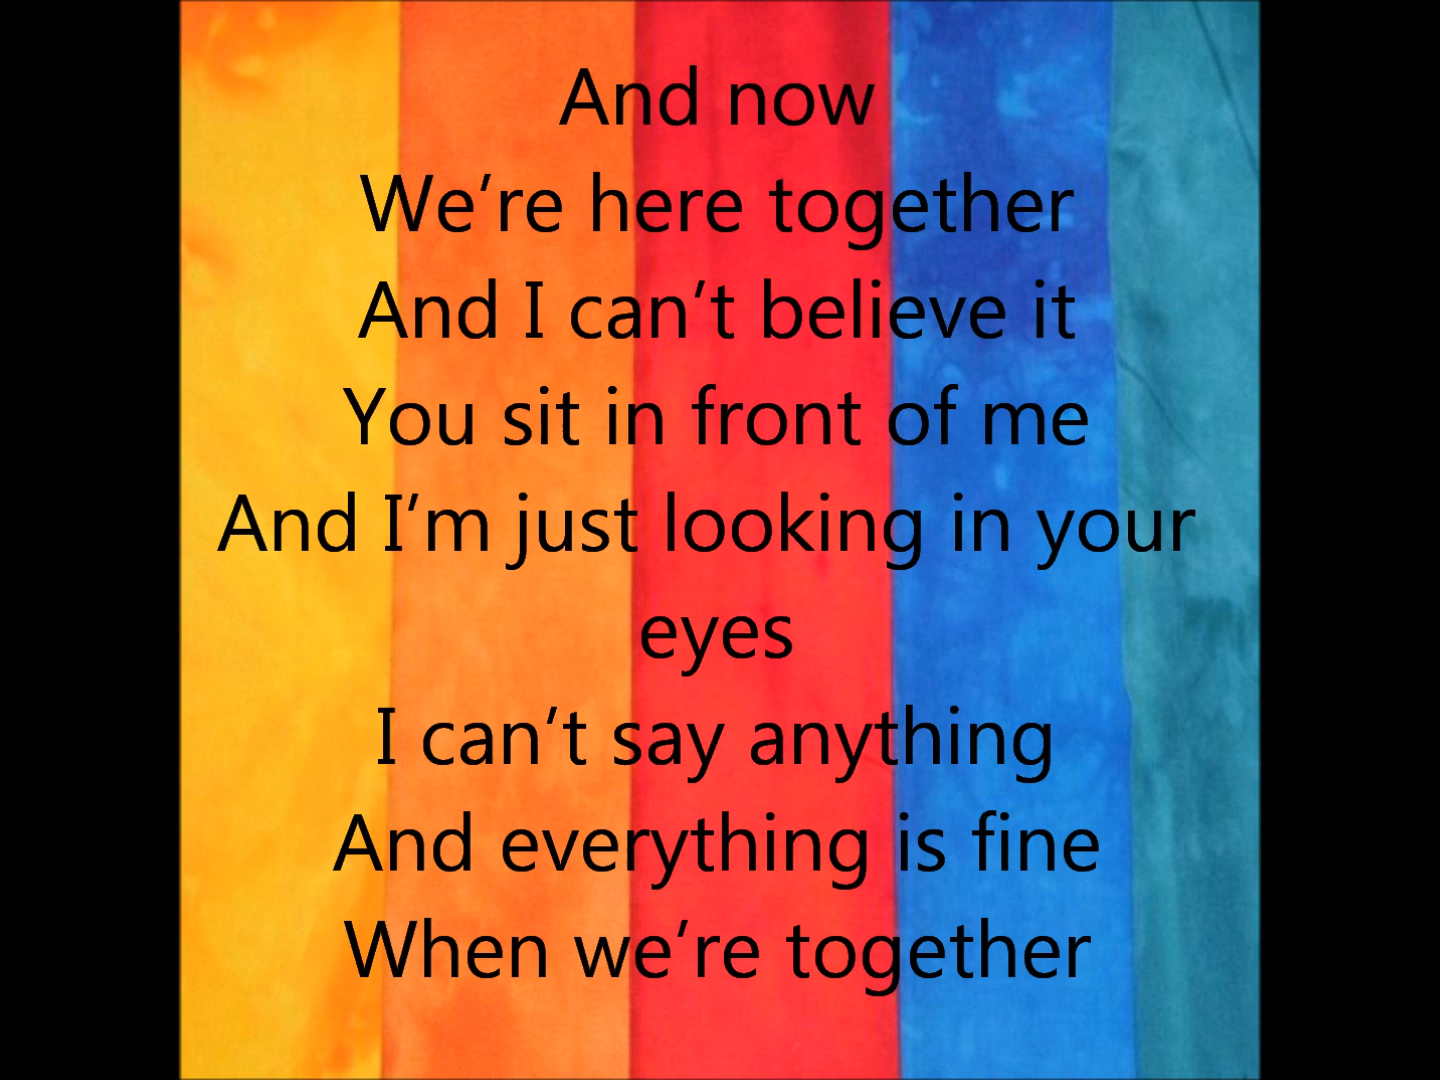 And now
We’re here together
And I can’t believe it
You sit in front of me
And I’m just looking in your
eyes
I can’t say anything
And everything is fine
When we’re together